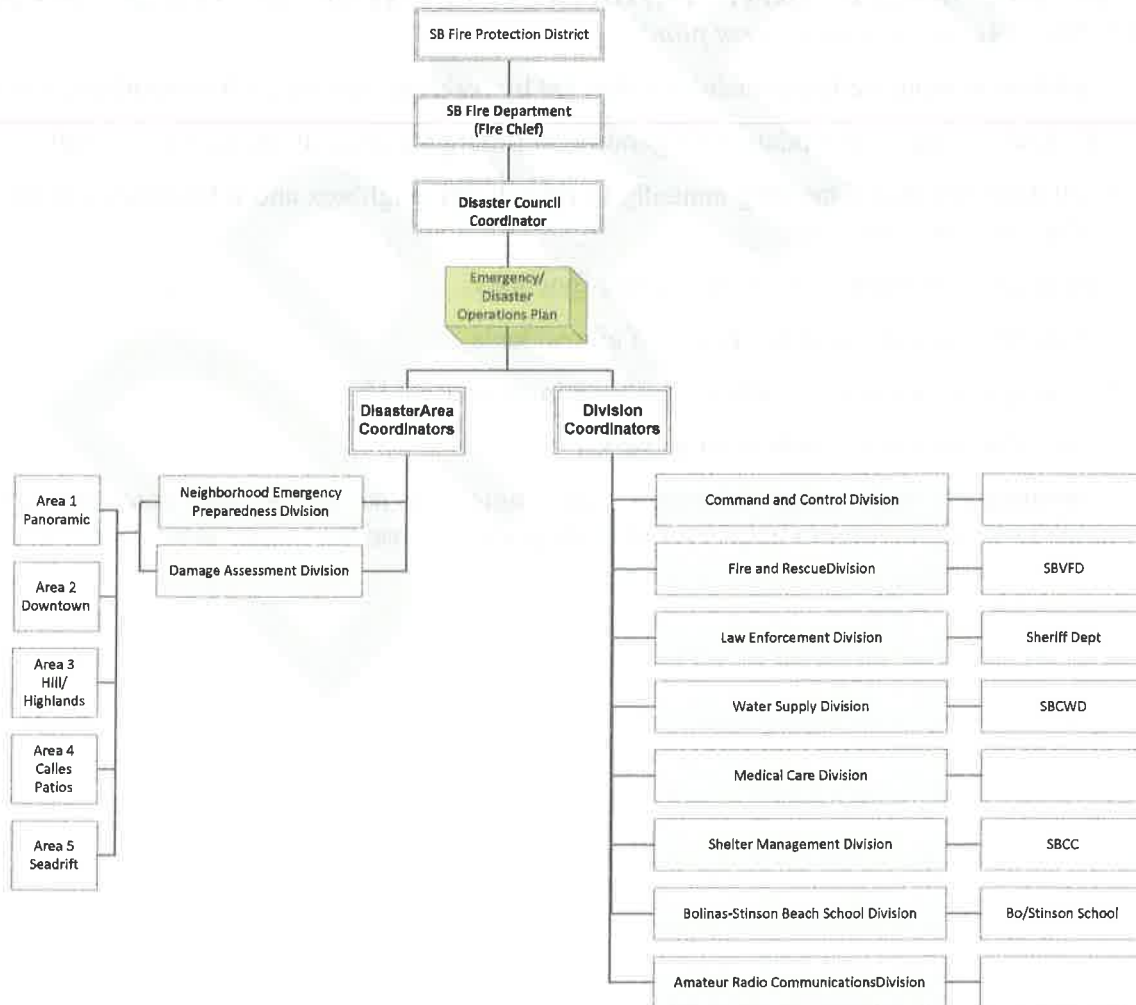 SB Fire Protection District
SB Fire Department
(Fire Chief)
Disaster Council
Coordinator
Emergency/
Disaster
Operations Plan
DisasterArea
Coordinators
Division
Coordinators
Area 1
Panoramic
Area 2
Downtown
Area 3
Hill/
Highlands
Area 4
Calles
Patios
Area 5
Seadrift
Neighborhood Emergency
Preparedness Division
Damage Assessment Division
Command and Control Division
Fire and RescueDivision
SBVFD
Law Enforcement Division
Sheriff Dept
Water Supply Division
SBCWD
Medical Care Division
Shelter Management Division
SBCC
Bolinas-Stinson Beach School Division
Bo/Stinson School
Amateur Radio CommunicationsDivision